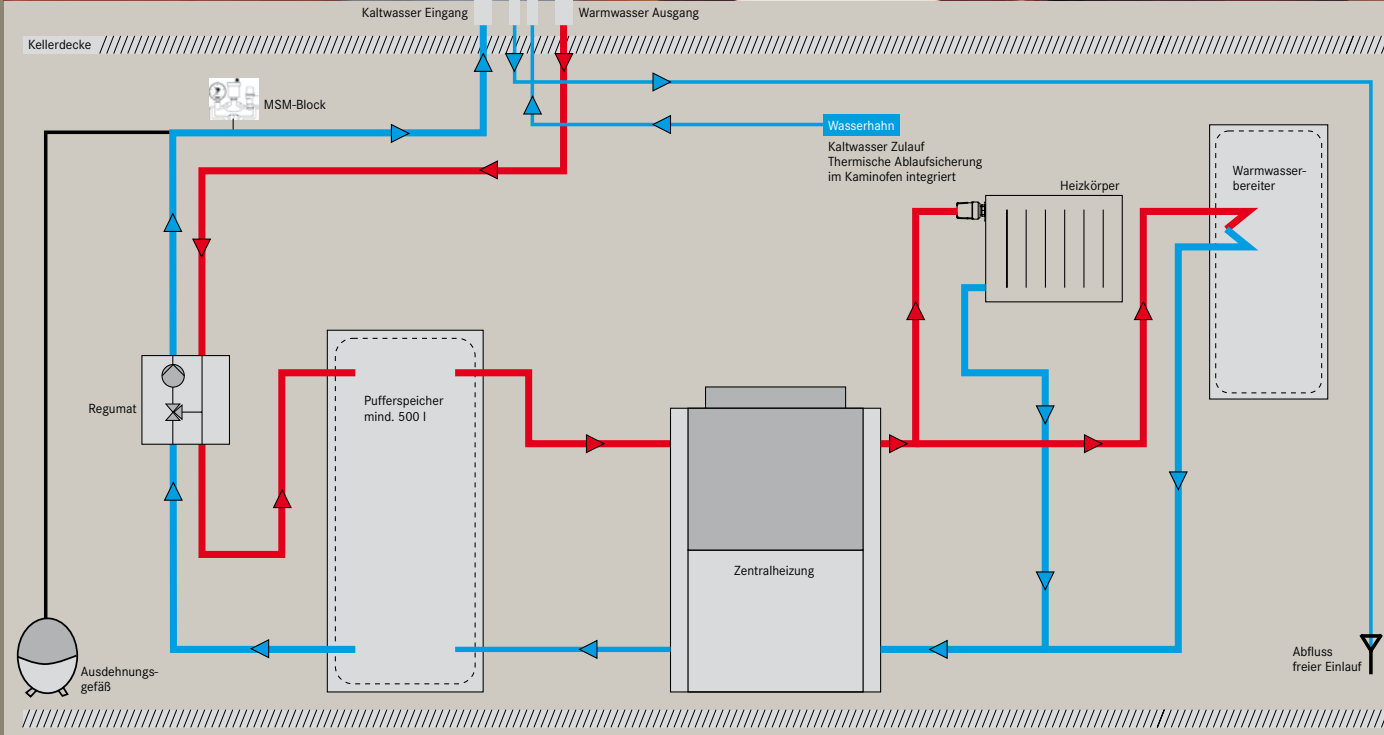 Kaltwasser Eingang
Warmwasser Ausgang
Kellerdecke
MSM-Block
Wasserhahn
Kaltwasser Zulauf
Thermische Ablaufsicherung
im Kaminofen integriert
Heizkörper
Warmwasser-
bereiter
Regumat
Pufferspeicher
mind. 500 l
Zentralheizung
Ausdehnungs-
gefäß
Abfluss
freier Einlauf